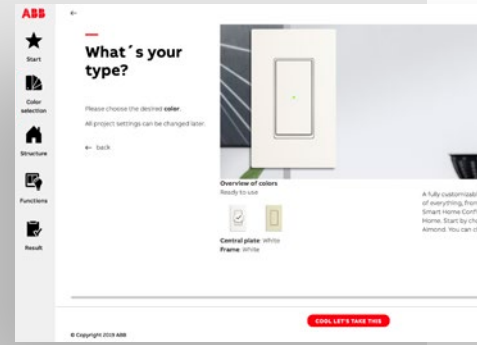 ABB
←
Start
Color
selection
Structure
Functions
Result
What´s your
type?
Please choose the desired color.
All project settings can be changed later.
← back
Overview of colors
Ready to use
Central plate: White
Frame: White
A fully customizabl
of everything, from
Smart Home Conf
Home. Start by ch
Almond. You can c
COOL LET'S TAKE THIS
© Copyright 2019 ABB